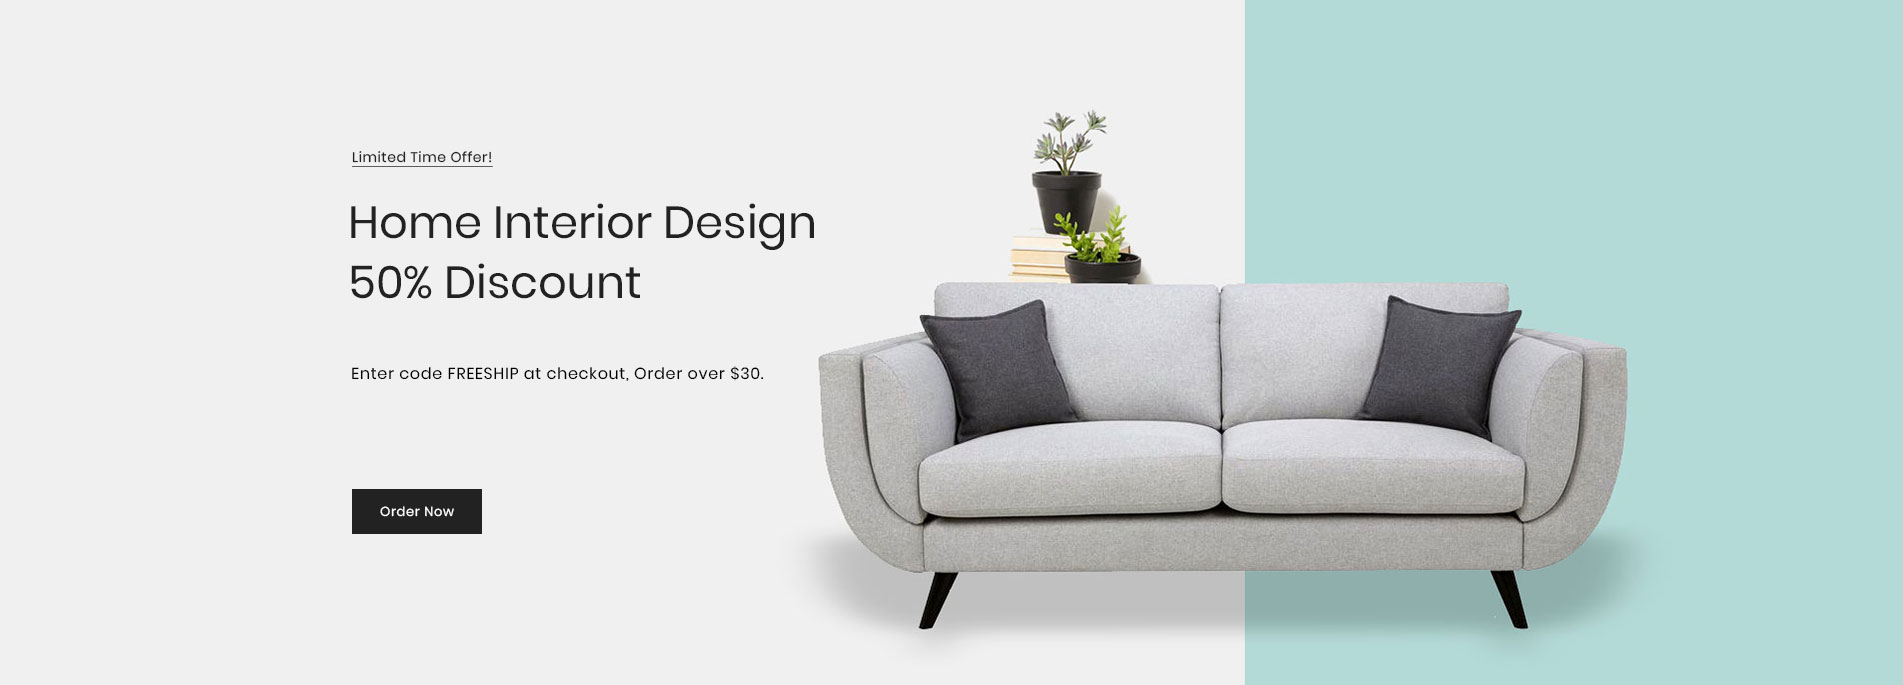 Limited Time Offer!
Home Interior Design
50% Discount
Enter code FREESHIP at checkout, Order over $30.
Order Now